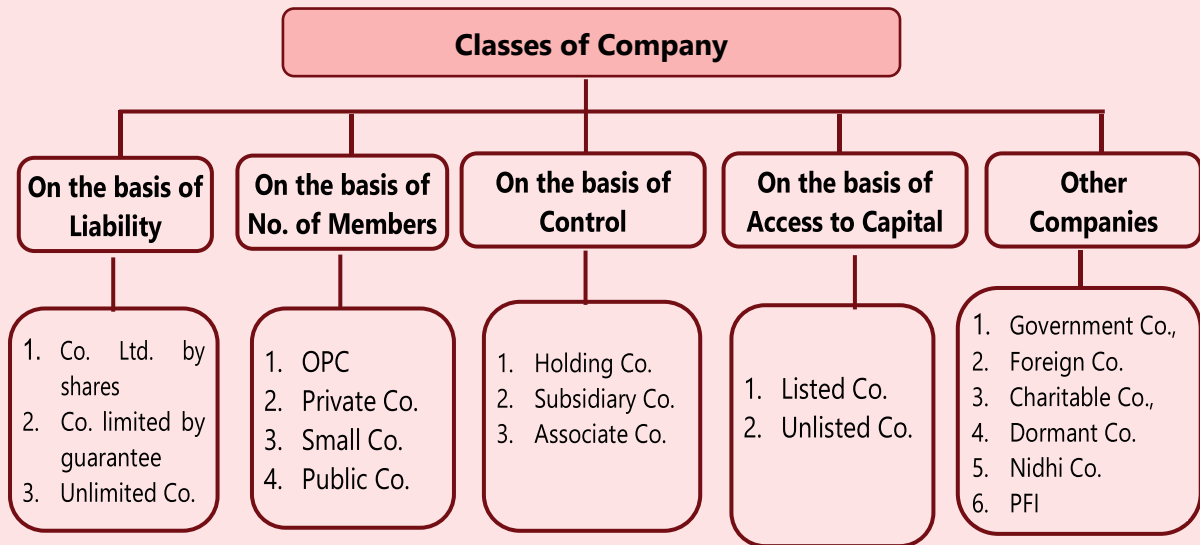 Classes of Company
On the basis of
Liability
On the basis of
No. of Members
On the basis of
Control
On the basis of
Access to Capital
Other
Companies
1. Co. Ltd. by
shares
2. Co. limited by
guarantee
3. Unlimited Co.
1. OPC
2. Private Co.
3. Small Co.
4. Public Co.
1. Holding Co.
2. Subsidiary Co.
3. Associate Co.
1. Listed Co.
2. Unlisted Co.
1. Government Co.,
2. Foreign Co.
3. Charitable Co.,
4. Dormant Co.
5. Nidhi Co.
6. PFI